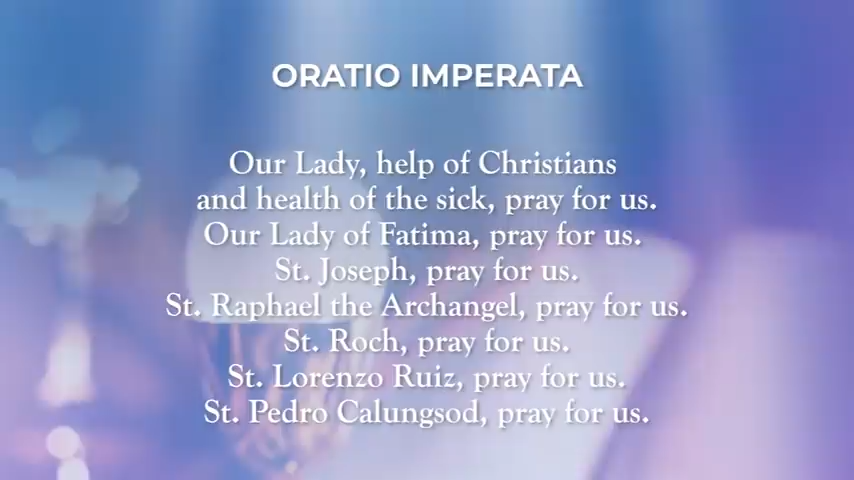 ORATIO IMPERATA
Our Lady, help of Christians
and health of the sick, pray for us.
Our Lady of Fatima, pray for us.
St. Joseph, pray for us.
St. Raphael the Archangel, pray for us.
St. Roch, pray for us.
St. Lorenzo Ruiz, pray for us.
St. Pedro Calungsod, pray for us.